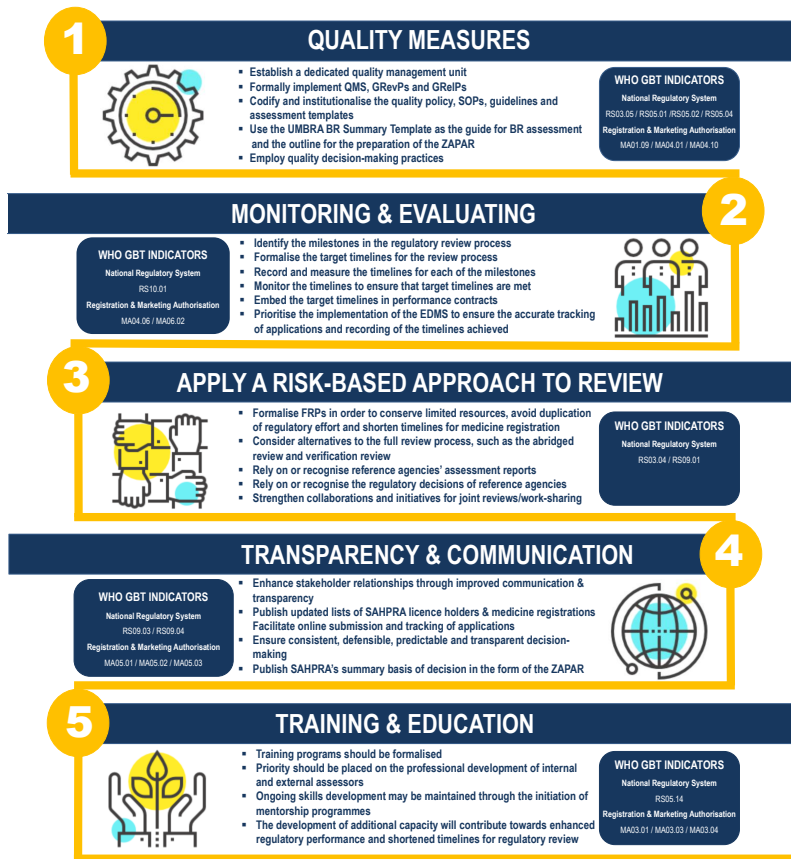 1
QUALITY MEASURES
▪ Establish a dedicated quality management unit
▪ Formally implement QMS, GRevPs and GRelPs
▪ Codify and institutionalise the quality policy, SOPs, guidelines and
assessment templates
▪ Use the UMBRA BR Summary Template as the guide for BR assessment
and the outline for the preparation of the ZAPAR
▪ Employ quality decision-making practices
WHO GBT INDICATORS
National Regulatory System
RS03.05 / RS05.01 /RS05.02 / RS05.04
Registration & Marketing Authorisation
MA01.09 / MA04.01 / MA04.10
2
MONITORING & EVALUATING
WHO GBT INDICATORS
National Regulatory System
RS10.01
Registration & Marketing Authorisation
MA04.06 / MA06.02
▪ Identify the milestones in the regulatory review process
▪ Formalise the target timelines for the review process
▪ Record and measure the timelines for each of the milestones
▪ Monitor the timelines to ensure that target timelines are met
▪ Embed the target timelines in performance contracts
▪ Prioritise the implementation of the EDMS to ensure the accurate tracking
of applications and recording of the timelines achieved
3
APPLY A RISK-BASED APPROACH TO REVIEW
▪ Formalise FRPs in order to conserve limited resources, avoid duplication
of regulatory effort and shorten timelines for medicine registration
▪ Consider alternatives to the full review process, such as the abridged
review and verification review
▪ Rely on or recognise reference agencies' assessment reports
▪ Rely on or recognise the regulatory decisions of reference agencies
▪ Strengthen collaborations and initiatives for joint reviews/work-sharing
WHO GBT INDICATORS
National Regulatory System
RS03.04 / RS09.01
4
TRANSPARENCY & COMMUNICATION
WHO GBT INDICATORS
National Regulatory System
RS09.03 / RS09.04
Registration & Marketing Authorisation
MA05.01 / MA05.02 / MA05.03
▪ Enhance stakeholder relationships through improved communication &
transparency
▪ Publish updated lists of SAHPRA licence holders & medicine registrations
Facilitate online submission and tracking of applications
▪ Ensure consistent, defensible, predictable and transparent decision-
making
▪ Publish SAHPRA's summary basis of decision in the form of the ZAPAR
5
TRAINING & EDUCATION
▪ Training programs should be formalised
▪ Priority should be placed on the professional development of internal
and external assessors
▪ Ongoing skills development may be maintained through the initiation of
mentorship programmes
▪ The development of additional capacity will contribute towards enhanced
regulatory performance and shortened timelines for regulatory review
WHO GBT INDICATORS
National Regulatory System
RS05.14
Registration & Marketing Authorisation
MA03.01 / MA03.03 / MA03.04